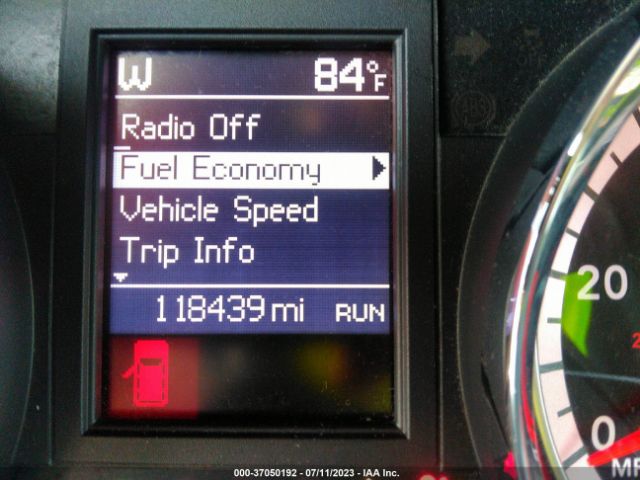 W 84°F
Radio Off
Fuel Economy
Vehicle Speed
Trip Info
118439 mi RUN
20
0
000-37050192 - 07/11/2023 - IAA Inc.